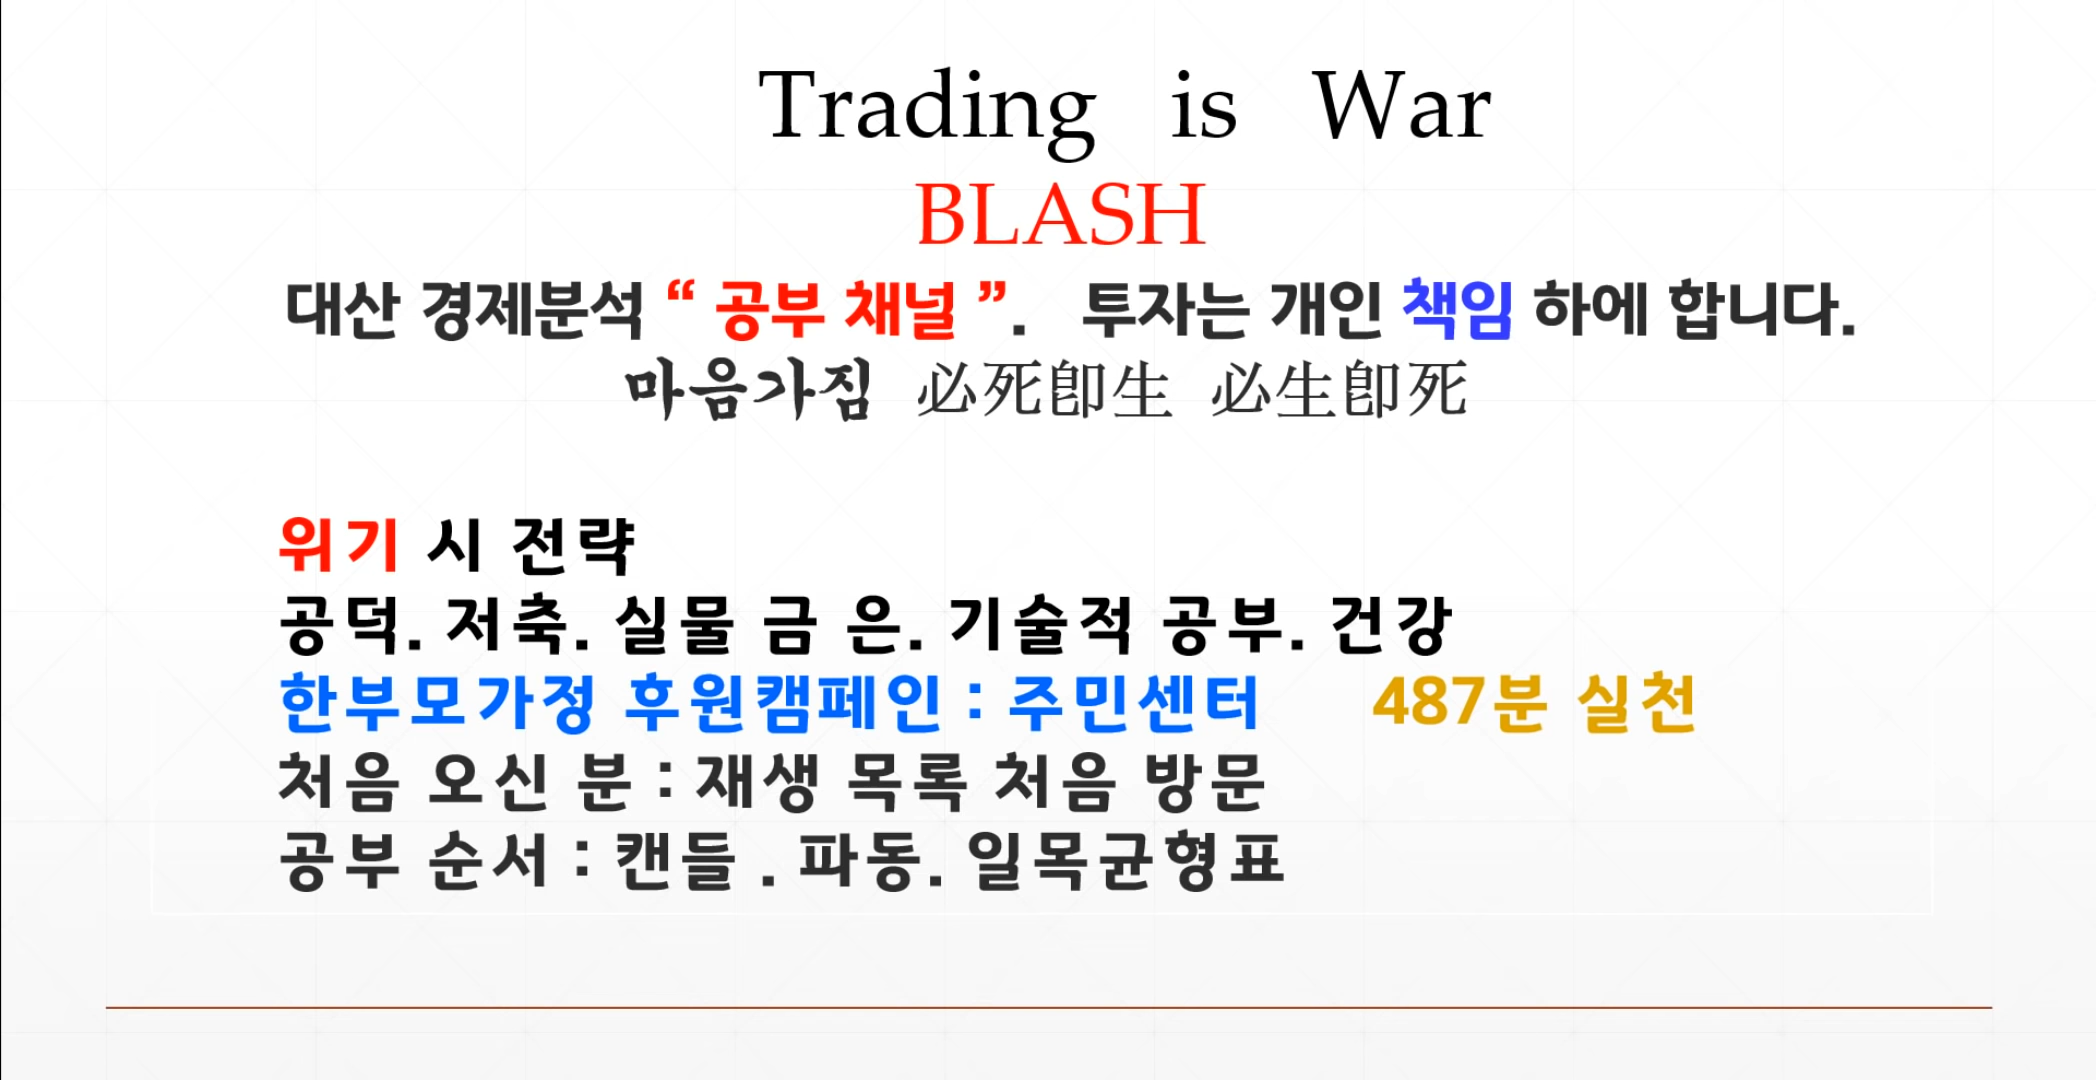 Trading is War
BLASH
대산 경제분석 “ 공부 채널 ”. 투자는 개인 책임 하에 합니다.
마음가짐 必死卽生 必生卽死
위기 시 전략
공덕. 저축. 실물 금 은. 기술적 공부. 건강
한부모가정 후원캠페인 : 주민센터 487분 실천
처음 오신 분 : 재생 목록 처음 방문
공부 순서 : 캔들 . 파동. 일목균형표